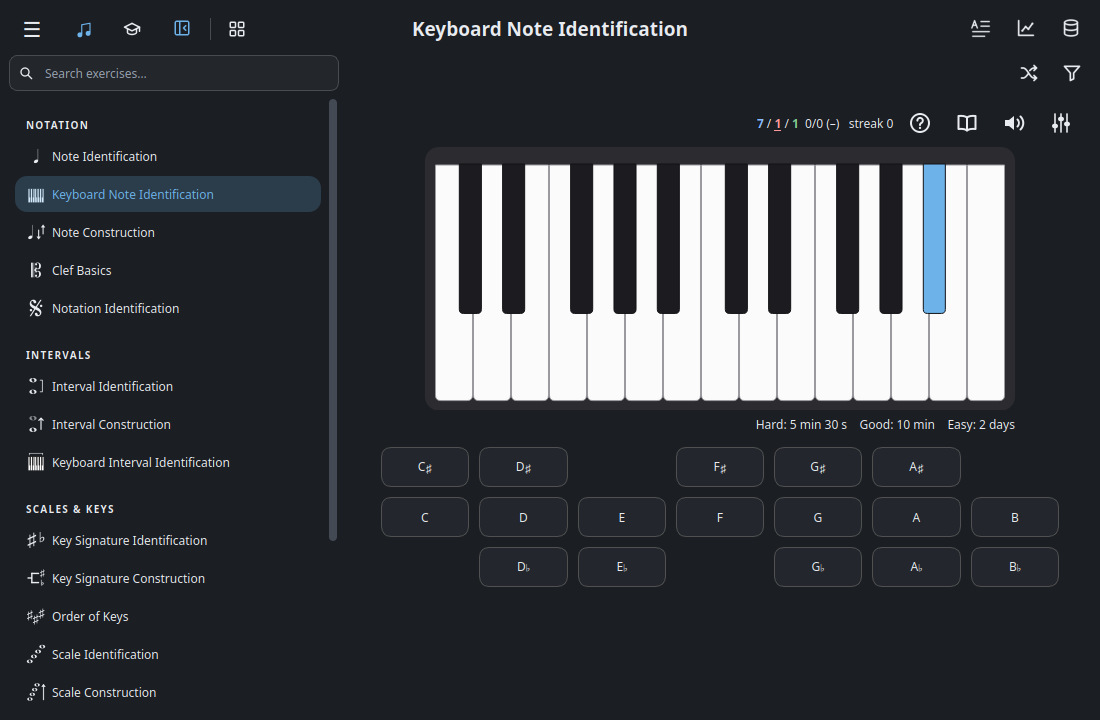 Keyboard Note Identification
Search exercises...
7 / 1 / 1 0/0 (–) streak 0
NOTATION
Note Identification
Keyboard Note Identification
Note Construction
Clef Basics
Notation Identification
INTERVALS
Interval Identification
Interval Construction
Keyboard Interval Identification
SCALES & KEYS
Key Signature Identification
Key Signature Construction
Order of Keys
Scale Identification
Scale Construction
Hard: 5 min 30 s Good: 10 min Easy: 2 days
C♯ D♯ F♯ G♯ A♯
C D E F G A B
D♭ E♭ G♭ A♭ B♭